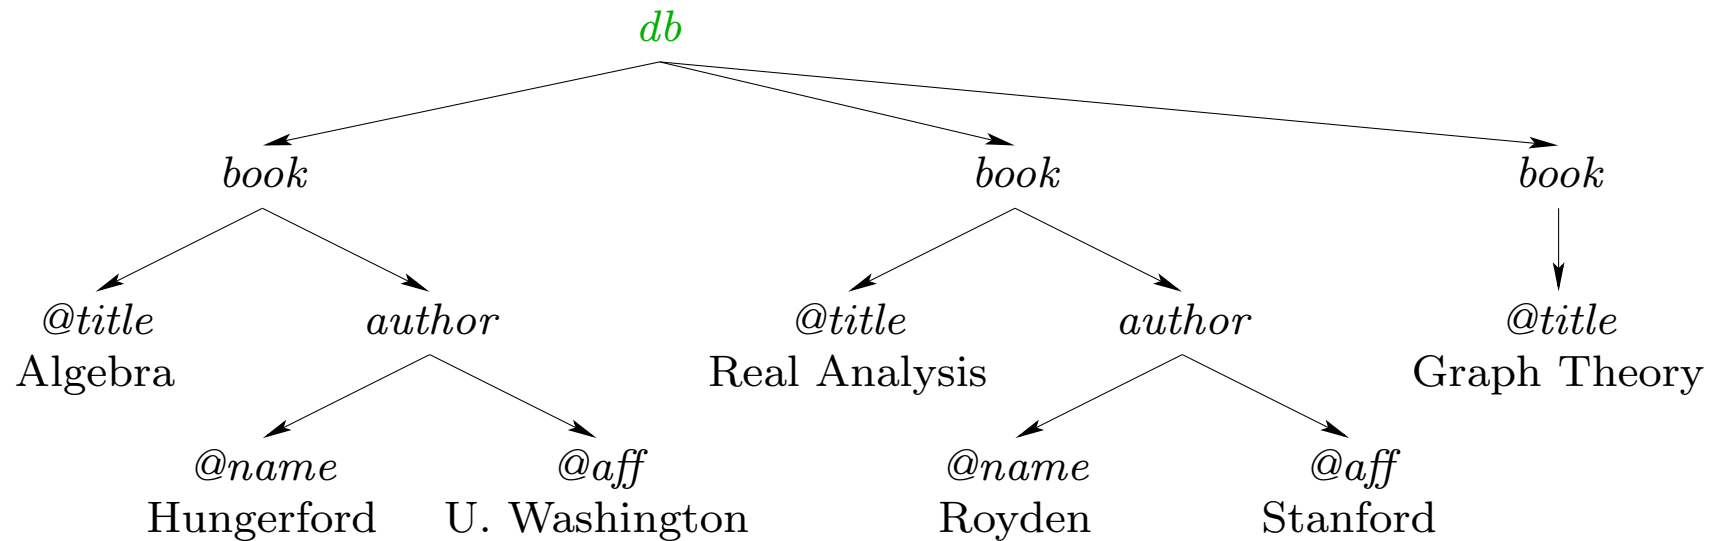 db
book book book
@title author @title author @title
Algebra Real Analysis Graph Theory
@name @aff @name @aff
Hungerford U. Washington Royden Stanford